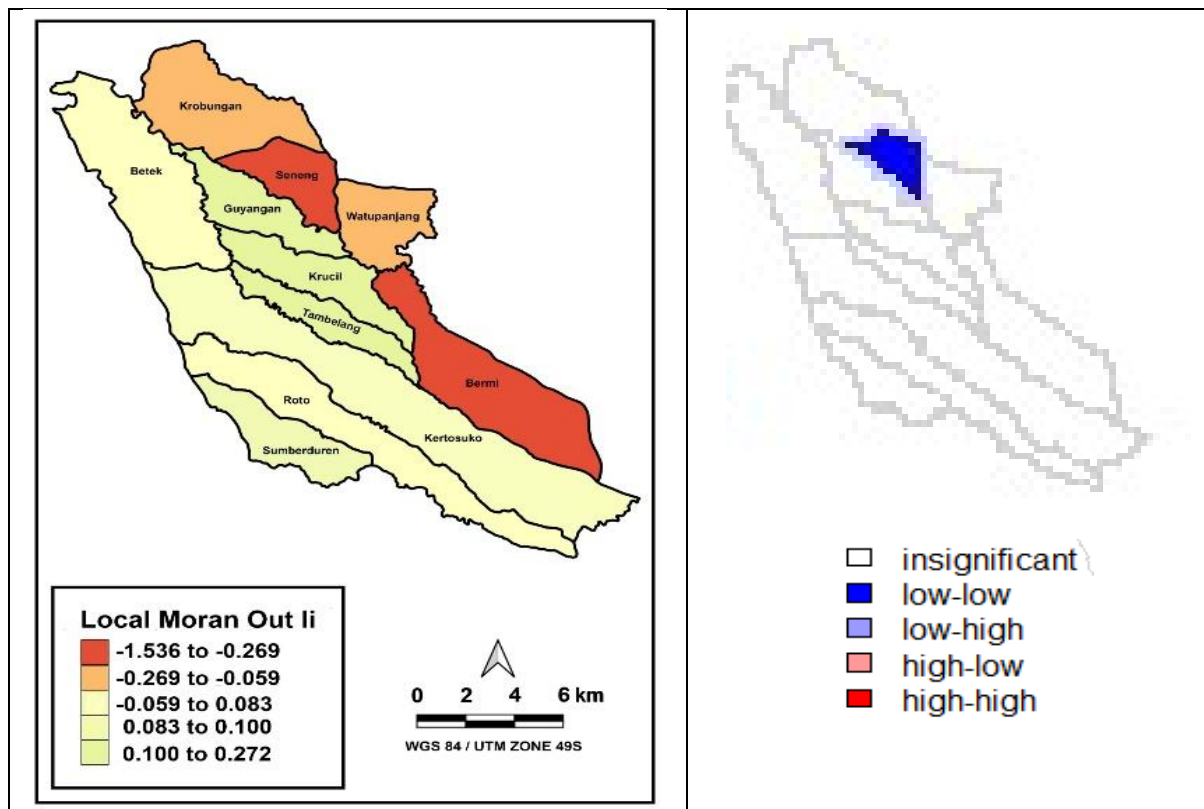 Krobungan
Betek
Seneng
Guyangan
Watupanjang
Krucil
Tambelang
Bermi
Roto
Kertosuko
Sumberduren
Local Moran Out Ii
-1.536 to -0.269
-0.269 to -0.059
-0.059 to 0.083
0.083 to 0.100
0.100 to 0.272
0 2 4 6 km
WGS 84 / UTM ZONE 49S
insignificant
low-low
low-high
high-low
high-high